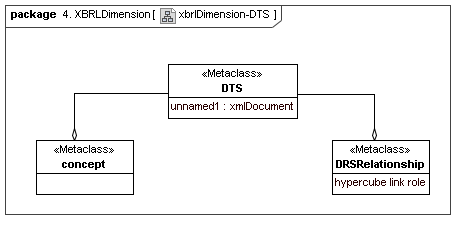 package 4. XBRLDimension [ xbrlDimension-DTS ]
«Metaclass»
DTS
unnamed1 : xmlDocument
«Metaclass»
concept
«Metaclass»
DRSRelationship
hypercube link role